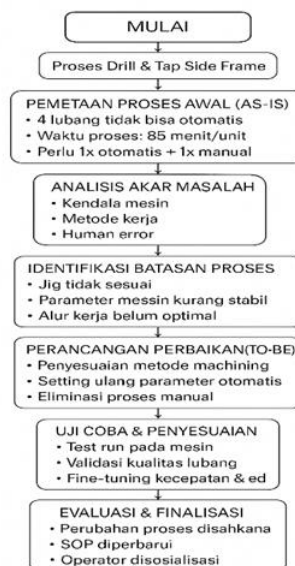 MULAI
Proses Drill & Tap Side Frame
PEMETAAN PROSES AWAL (AS-IS)
• 4 lubang tidak bisa otomatis
• Waktu proses: 85 menit/unit
• Perlu 1x otomatis + 1x manual
ANALISIS AKAR MASALAH
• Kendala mesin
• Metode kerja
• Human error
IDENTIFIKASI BATASAN PROSES
• Jig tidak sesuai
• Parameter messin kurang stabil
• Alur kerja belum optimal
PERANCANGAN PERBAIKAN(TO-BE)
• Penyesuaian metode machining
• Setting ulang parameter otomatis
• Eliminasi proses manual
UJI COBA & PENYESUAIAN
• Test run pada mesin
• Validasi kualitas lubang
• Fine-tuning kecepatan & ed
EVALUASI & FINALISASI
• Perubahan proses disahkana
• SOP diperbarui
• Operator disosialisasi